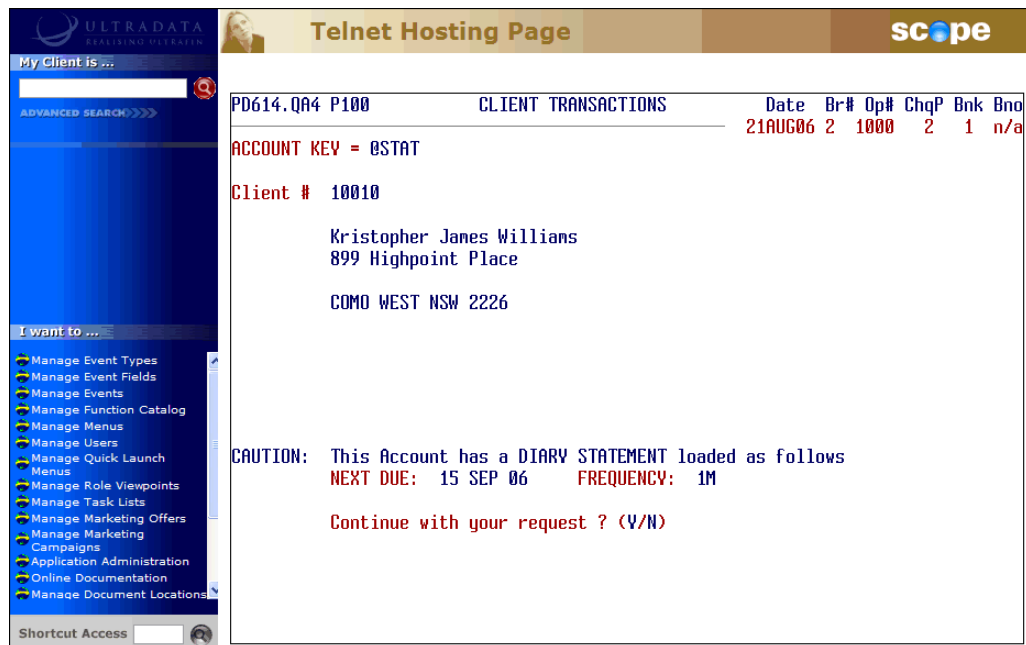 ULTRADATA
REALISING ULTRAFIN
Telnet Hosting Page
scope
My Client is ...
ADVANCED SEARCH
I want to ...
Manage Event Types
Manage Event Fields
Manage Events
Manage Function Catalog
Manage Menus
Manage Users
Manage Quick Launch
Menus
Manage Role Viewpoints
Manage Task Lists
Manage Marketing Offers
Manage Marketing
Campaigns
Application Administration
Online Documentation
Manage Document Locations
Shortcut Access
PD614.QA4 P100 CLIENT TRANSACTIONS Date Br# Op# ChqP Bnk Bno
21AUG06 2 1000 2 1 n/a
ACCOUNT KEY = @STAT
Client # 10010
Kristopher James Williams
899 Highpoint Place
COMO WEST NSW 2226
CAUTION: This Account has a DIARY STATEMENT loaded as follows
NEXT DUE: 15 SEP 06 FREQUENCY: 1M
Continue with your request ? (Y/N)